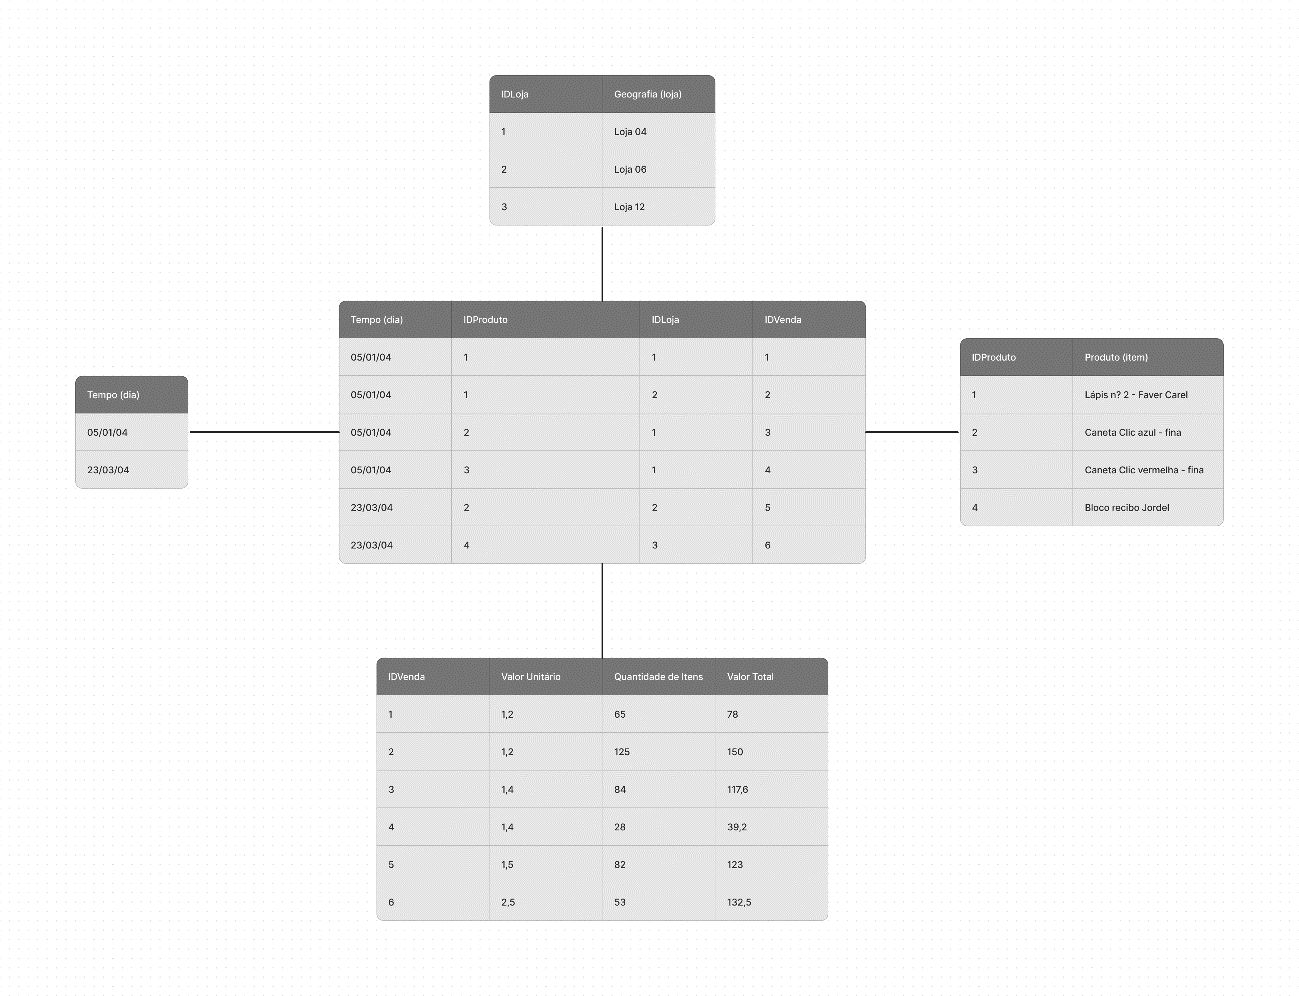 IDLoja Geografia (loja)
1 Loja 04
2 Loja 06
3 Loja 12
Tempo (dia) IDProduto IDLoja IDVenda
05/01/04 1 1 1
05/01/04 1 2 2
05/01/04 2 1 3
05/01/04 3 1 4
23/03/04 2 2 5
23/03/04 4 3 6
Tempo (dia)
05/01/04
23/03/04
IDProduto Produto (item)
1 Lápis n? 2 - Faver Carel
2 Caneta Clic azul - fina
3 Caneta Clic vermelha - fina
4 Bloco recibo Jordel
IDVenda Valor Unitário Quantidade de Itens Valor Total
1 1,2 65 78
2 1,2 125 150
3 1,4 84 117,6
4 1,4 28 39,2
5 1,5 82 123
6 2,5 53 132,5